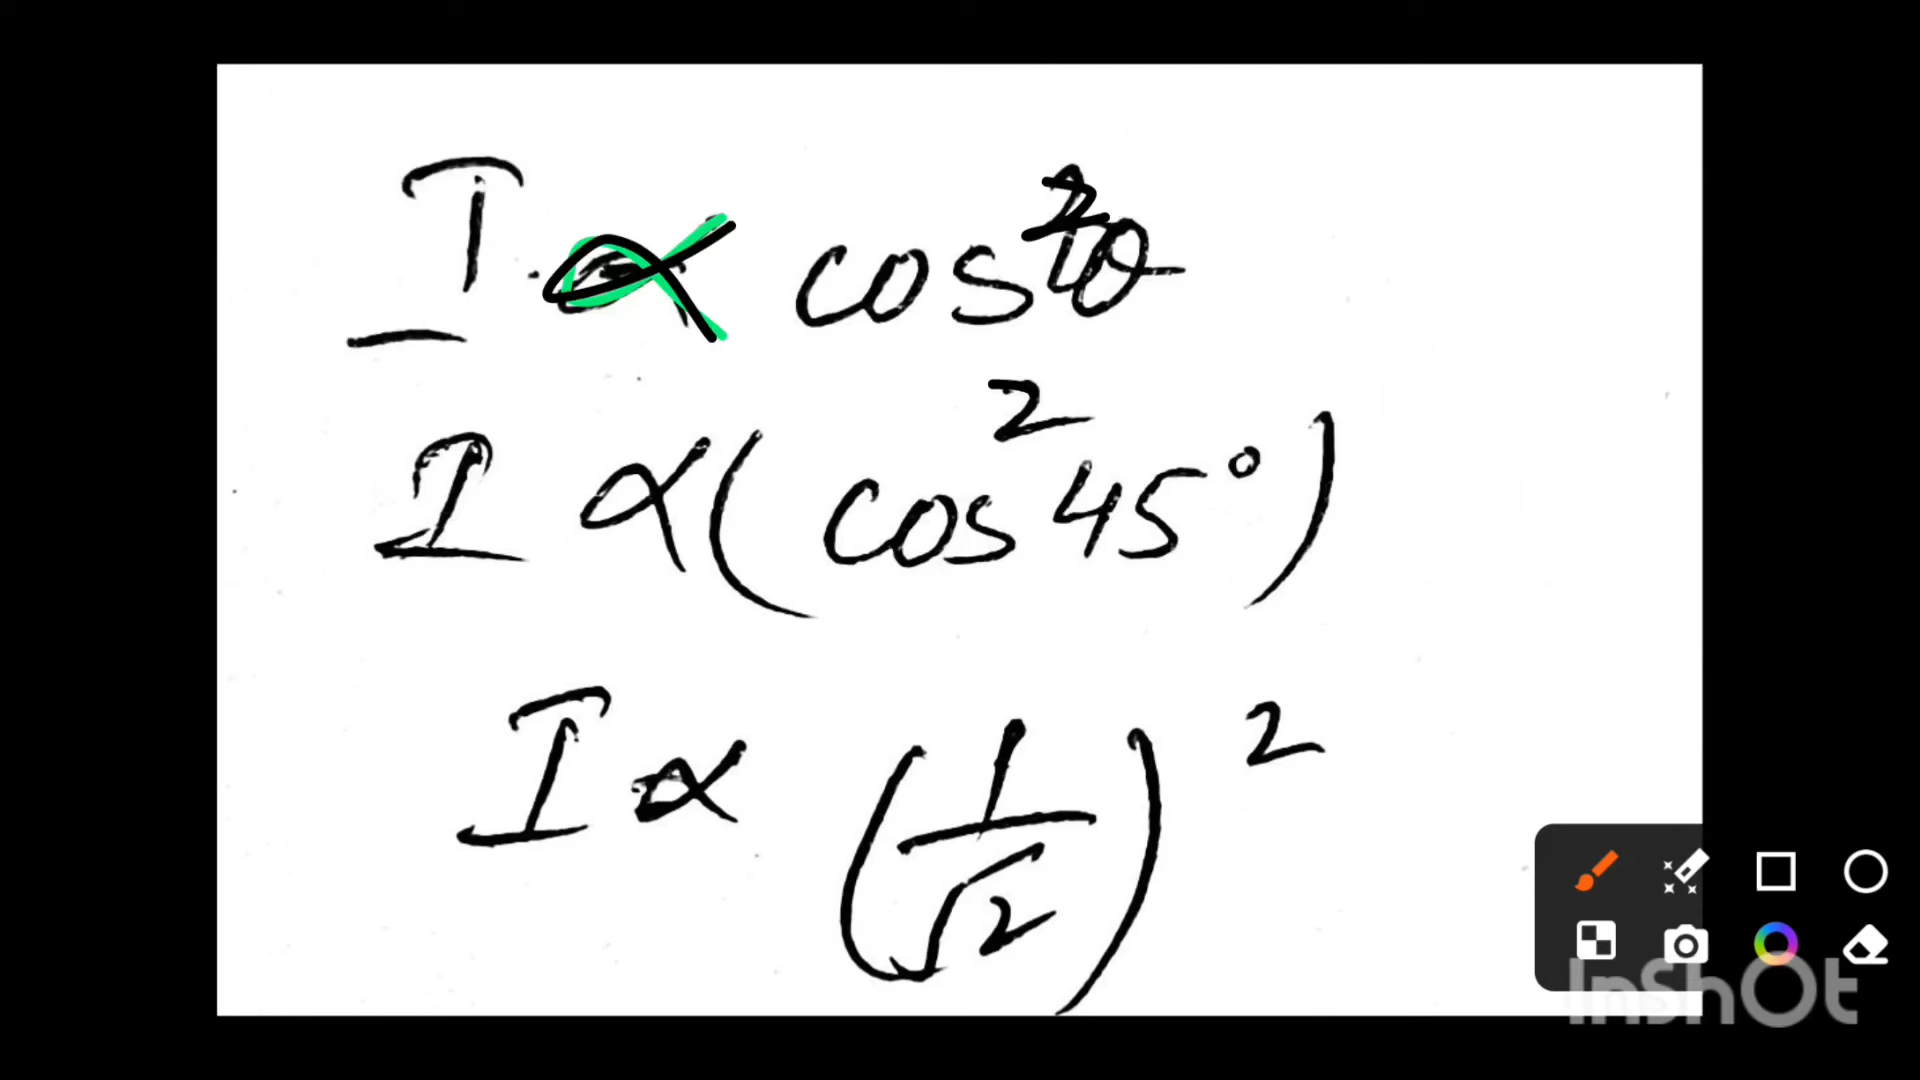 I ∝ cos²θ
I ∝ (cos²45°)
I ∝ (1/√2)²
InShOt